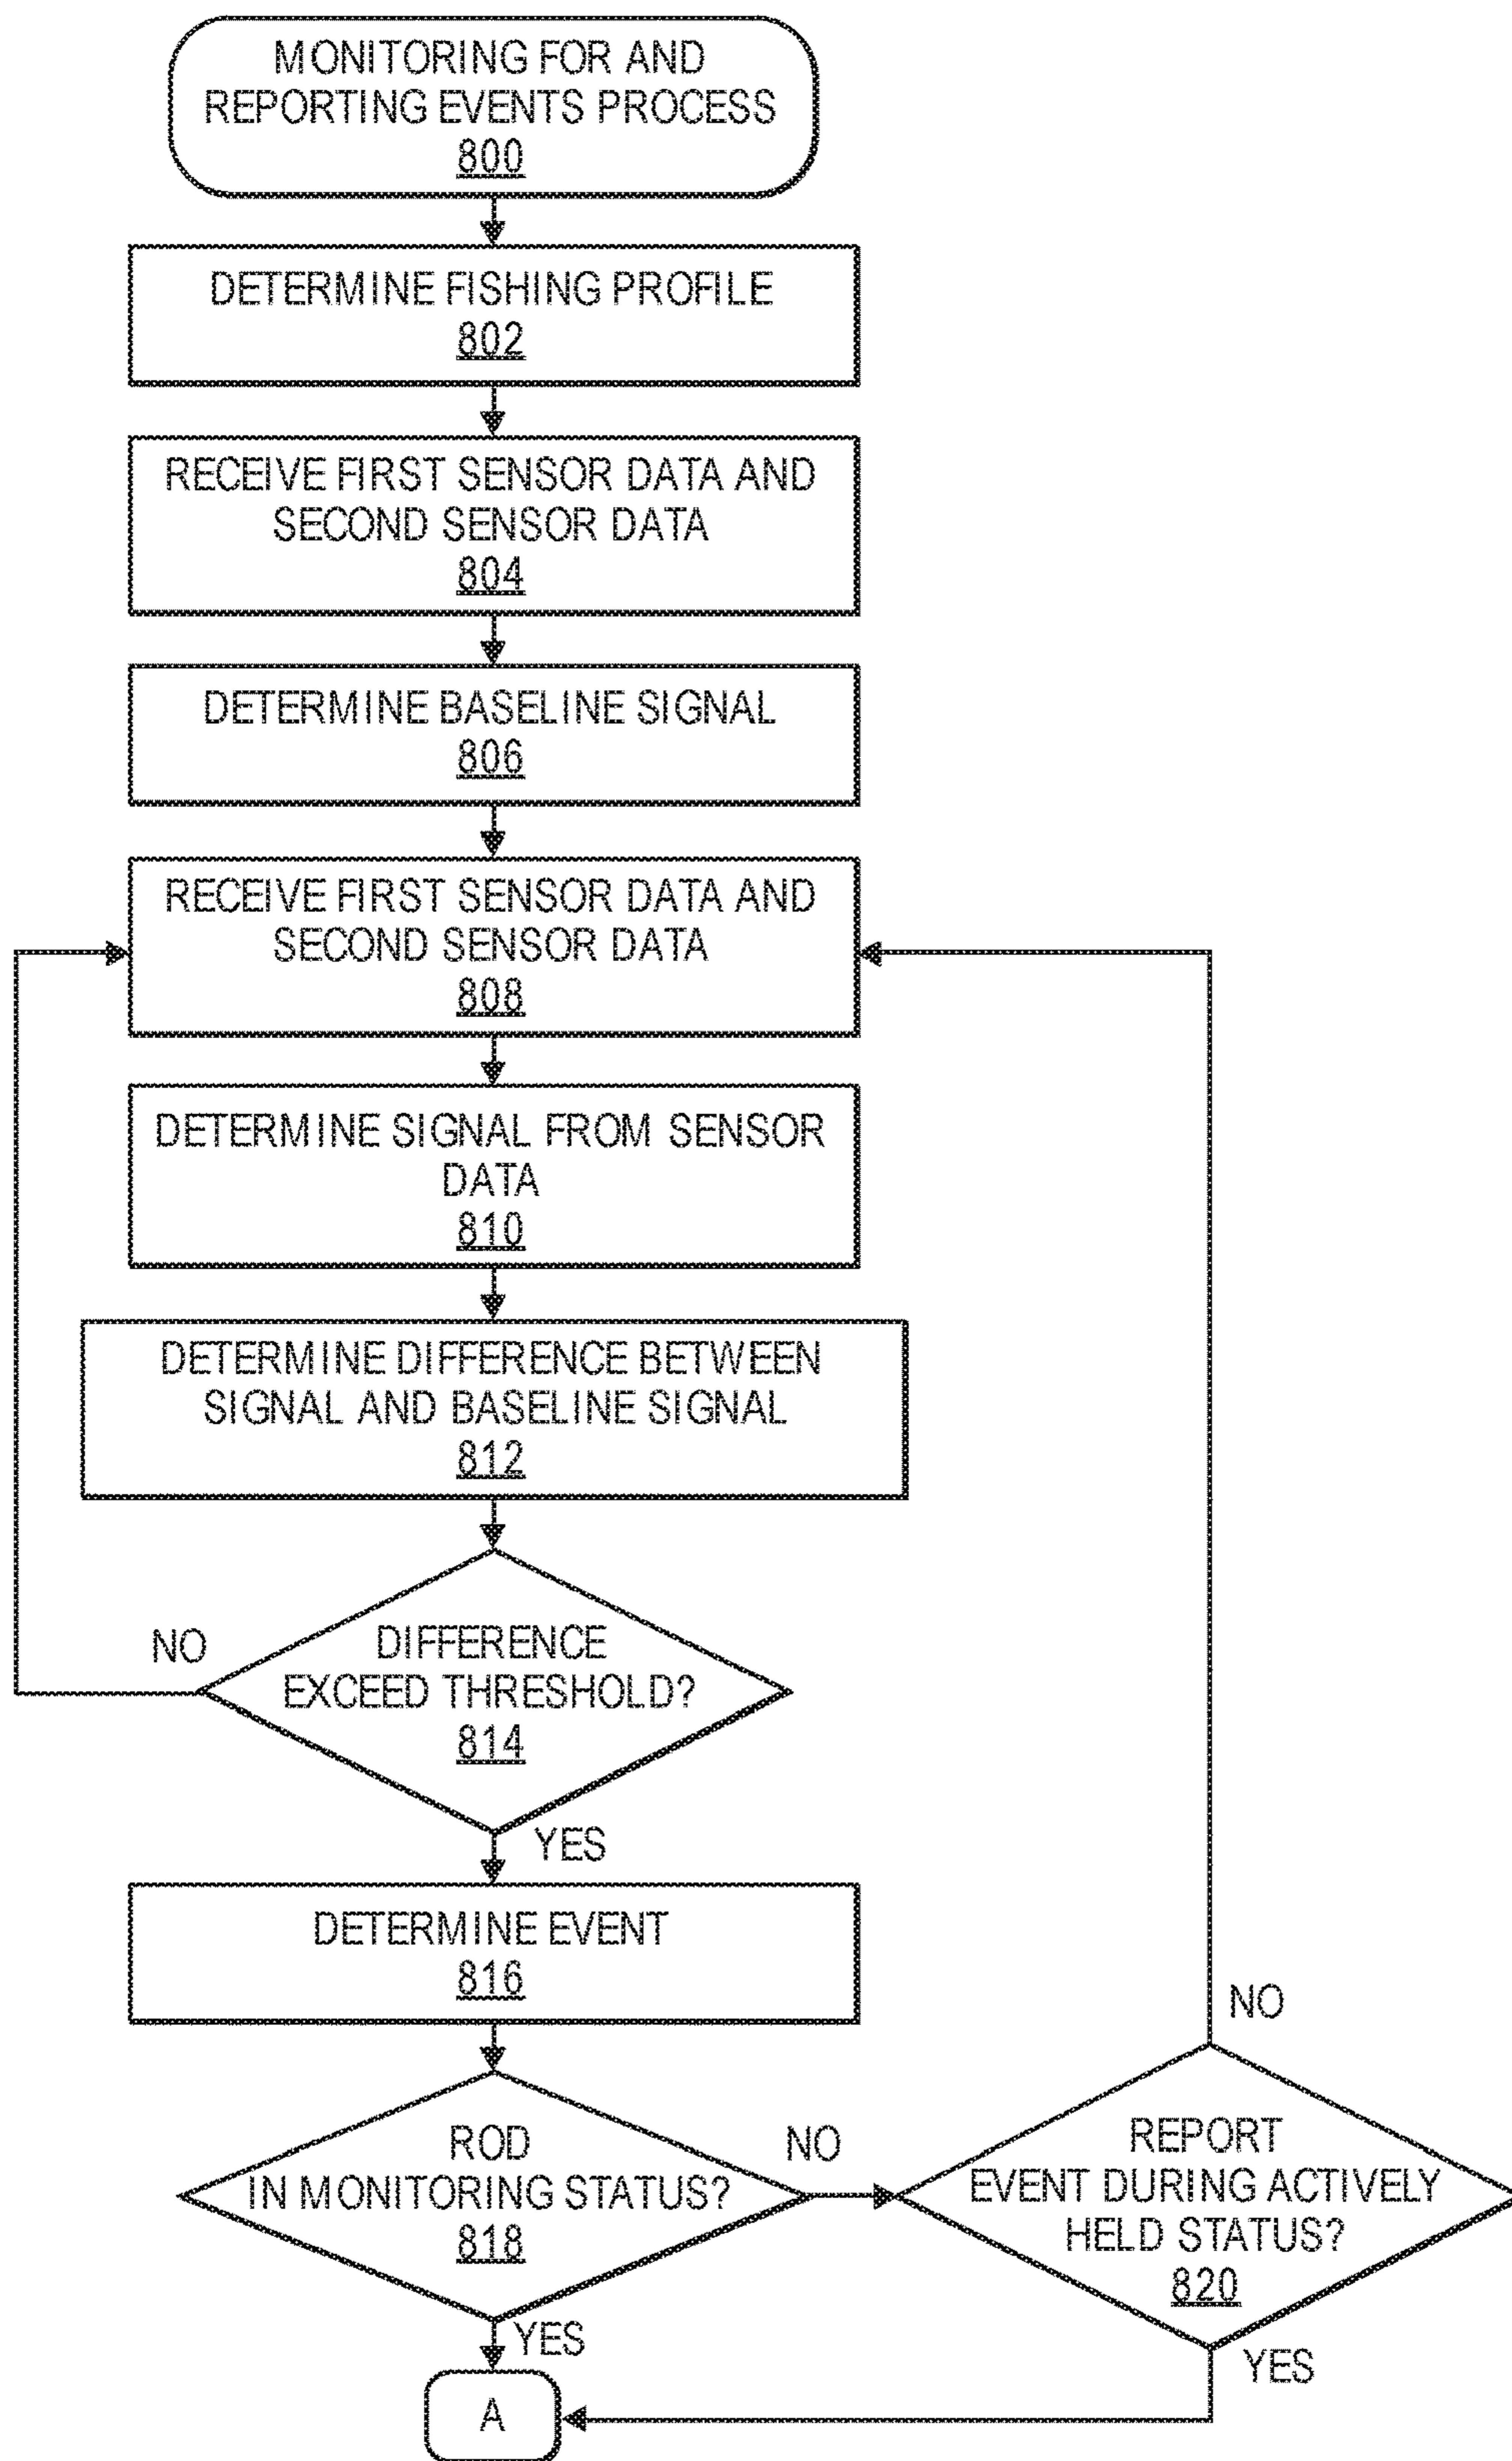 MONITORING FOR AND
REPORTING EVENTS PROCESS
800
DETERMINE FISHING PROFILE
802
RECEIVE FIRST SENSOR DATA AND
SECOND SENSOR DATA
804
DETERMINE BASELINE SIGNAL
806
RECEIVE FIRST SENSOR DATA AND
SECOND SENSOR DATA
808
DETERMINE SIGNAL FROM SENSOR
DATA
810
DETERMINE DIFFERENCE BETWEEN
SIGNAL AND BASELINE SIGNAL
812
NO
DIFFERENCE
EXCEED THRESHOLD?
814
YES
DETERMINE EVENT
816
ROD
IN MONITORING STATUS?
818
NO
YES
NO
REPORT
EVENT DURING ACTIVELY
HELD STATUS?
820
YES
A